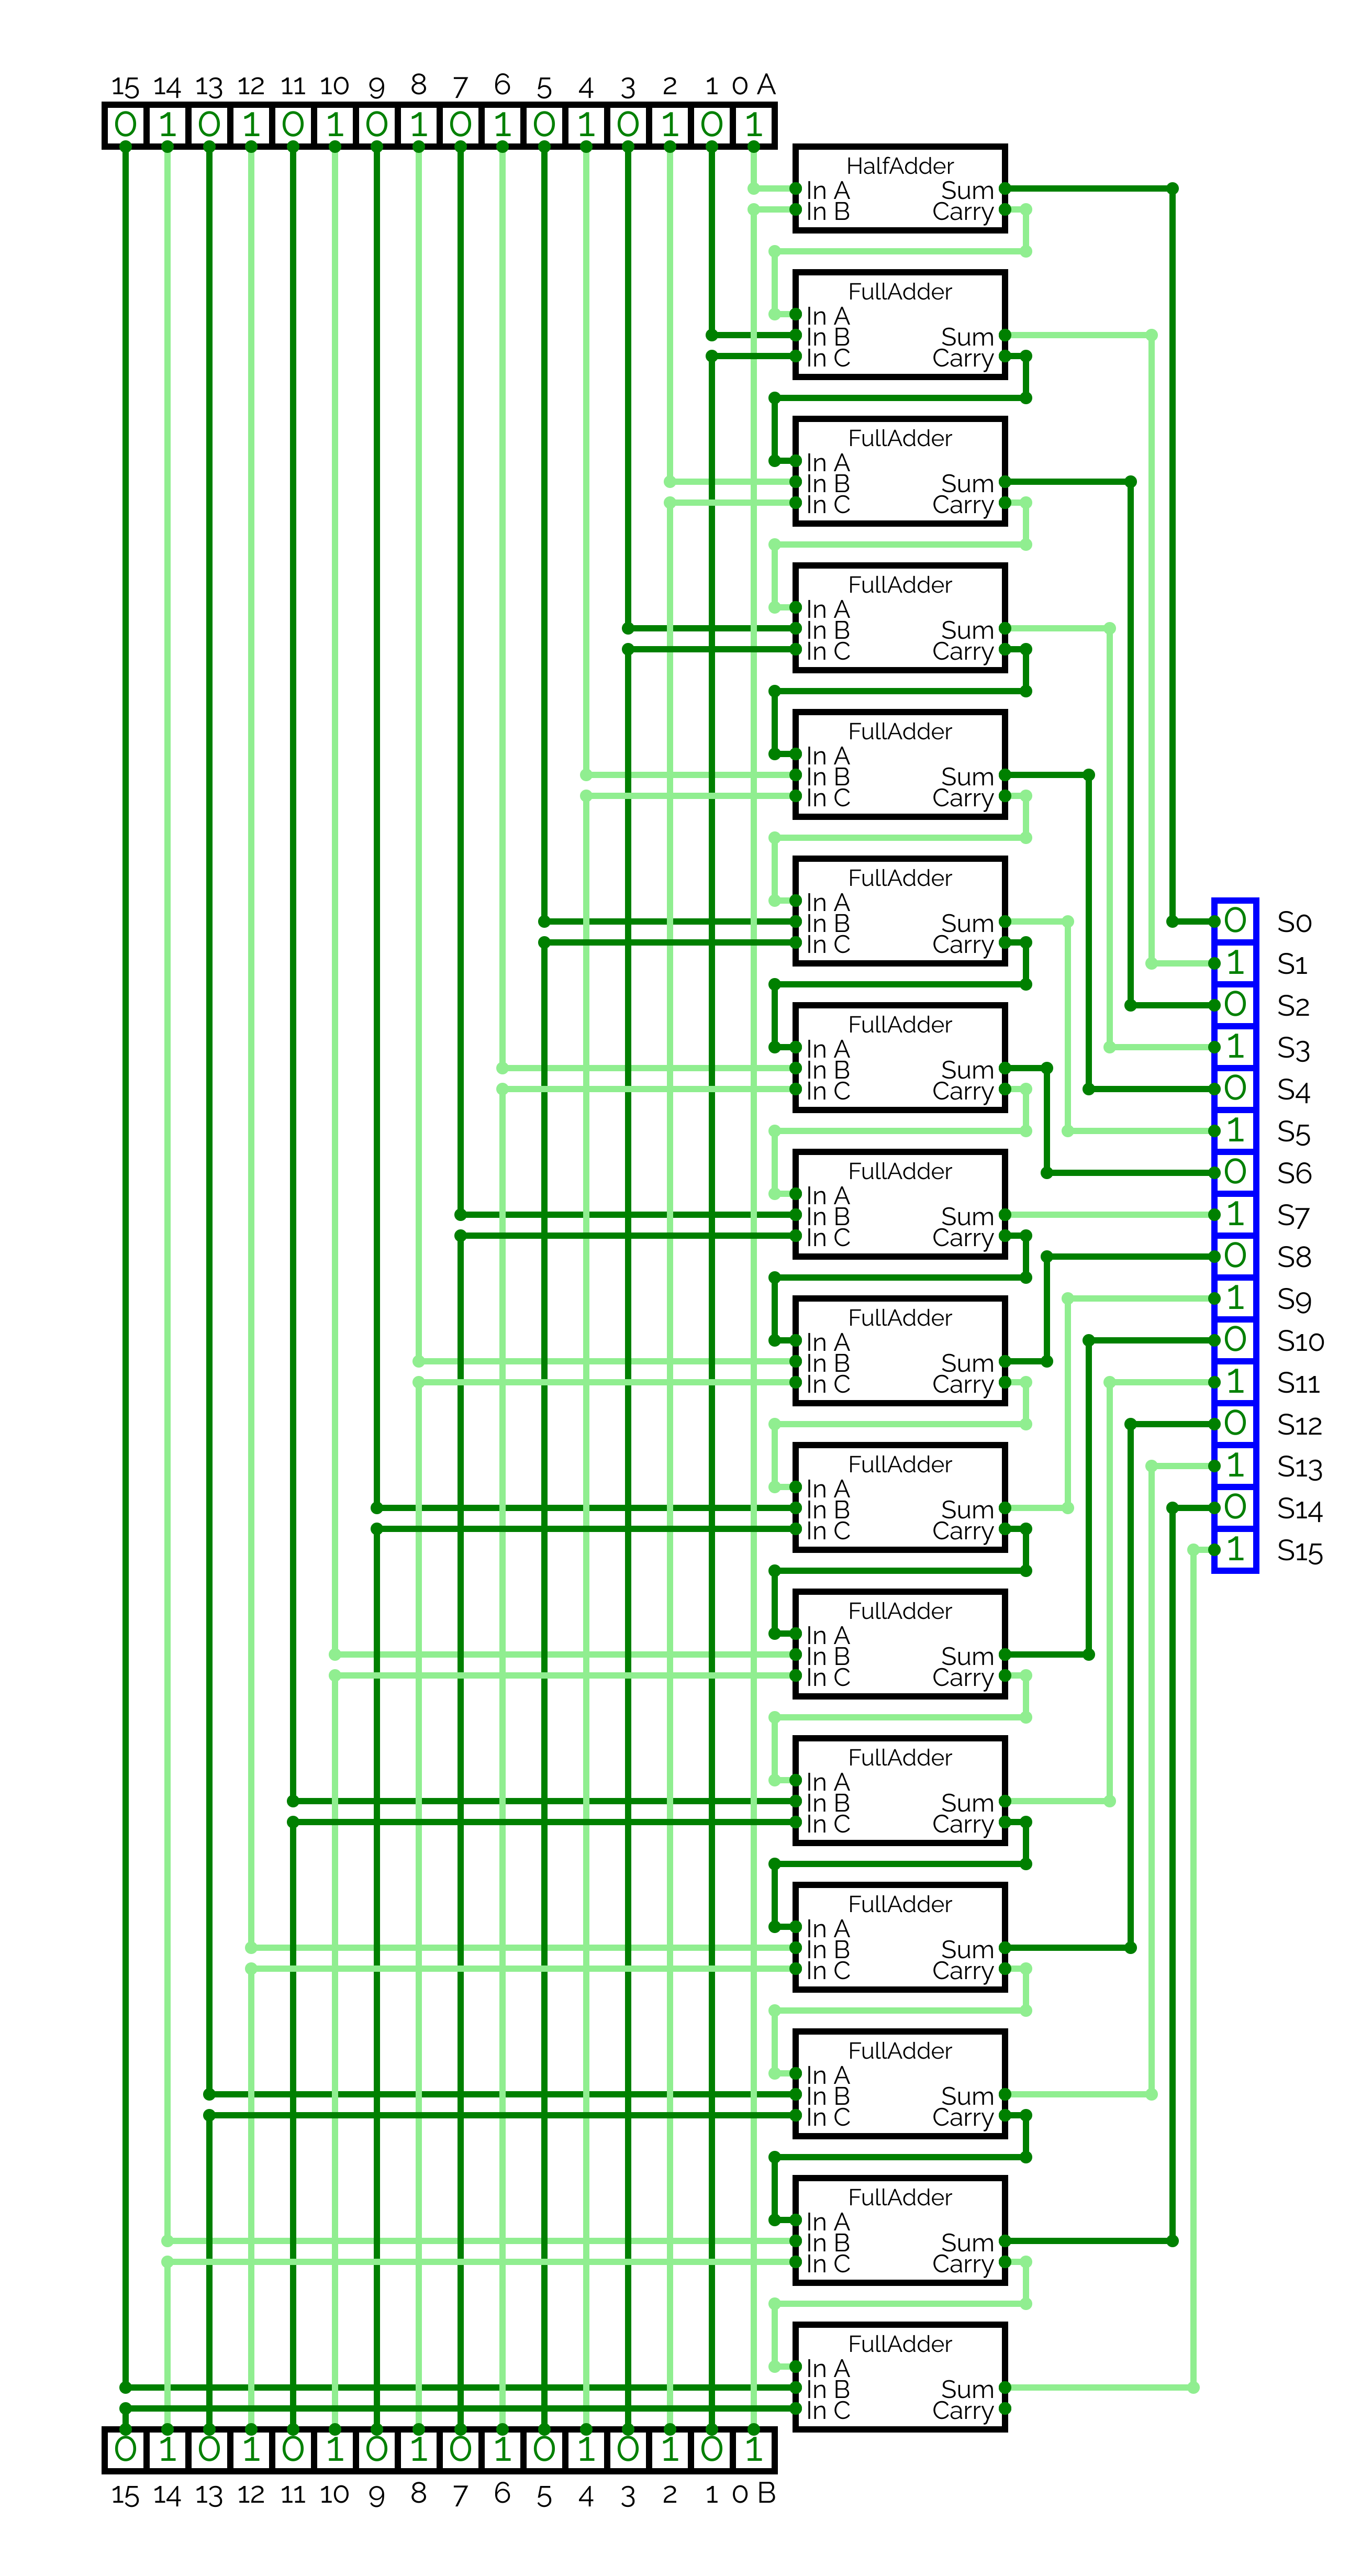 15 14 13 12 11 10 9 8 7 6 5 4 3 2 1 0 A
0 1 0 1 0 1 0 1 0 1 0 1 0 1 0 1
HalfAdder
In A Sum
In B Carry
FullAdder
In A
In B Sum
In C Carry
FullAdder
In A
In B Sum
In C Carry
FullAdder
In A
In B Sum
In C Carry
FullAdder
In A
In B Sum
In C Carry
FullAdder
In A
In B Sum
In C Carry
FullAdder
In A
In B Sum
In C Carry
FullAdder
In A
In B Sum
In C Carry
FullAdder
In A
In B Sum
In C Carry
FullAdder
In A
In B Sum
In C Carry
FullAdder
In A
In B Sum
In C Carry
FullAdder
In A
In B Sum
In C Carry
FullAdder
In A
In B Sum
In C Carry
FullAdder
In A
In B Sum
In C Carry
FullAdder
In A
In B Sum
In C Carry
FullAdder
In A
In B Sum
In C Carry
0 S0
1 S1
0 S2
1 S3
0 S4
1 S5
0 S6
1 S7
0 S8
1 S9
0 S10
1 S11
0 S12
1 S13
0 S14
1 S15
0 1 0 1 0 1 0 1 0 1 0 1 0 1 0 1
15 14 13 12 11 10 9 8 7 6 5 4 3 2 1 0 B